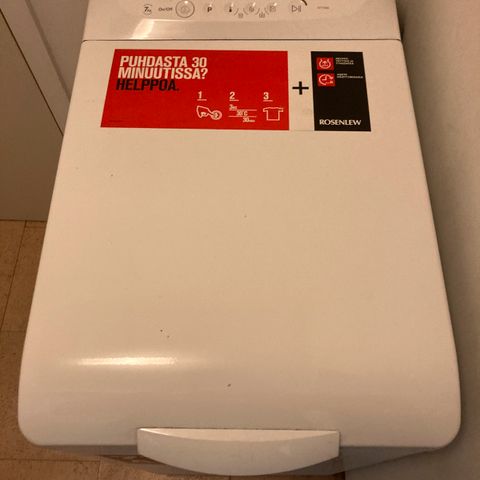 7kg On/Off P
PUHDASTA 30
MINUUTISSA?
HELPPOA.
1 2 3
3kg
30°C
30min
+
ROSENLEW